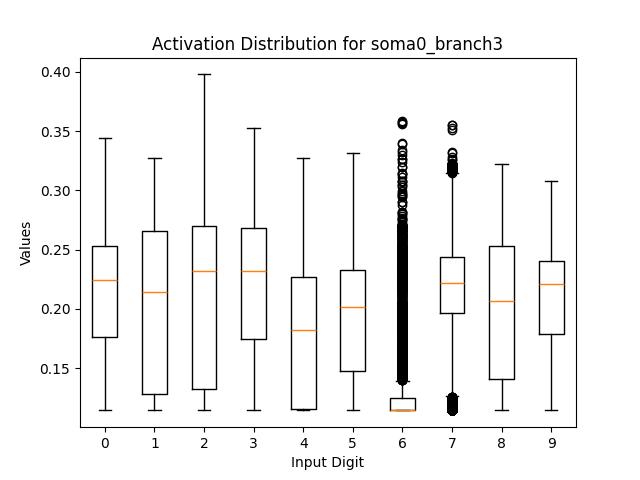 Activation Distribution for soma0_branch3
0.40
0.35
0.30
0.25
0.20
0.15
Values
0 1 2 3 4 5 6 7 8 9
Input Digit